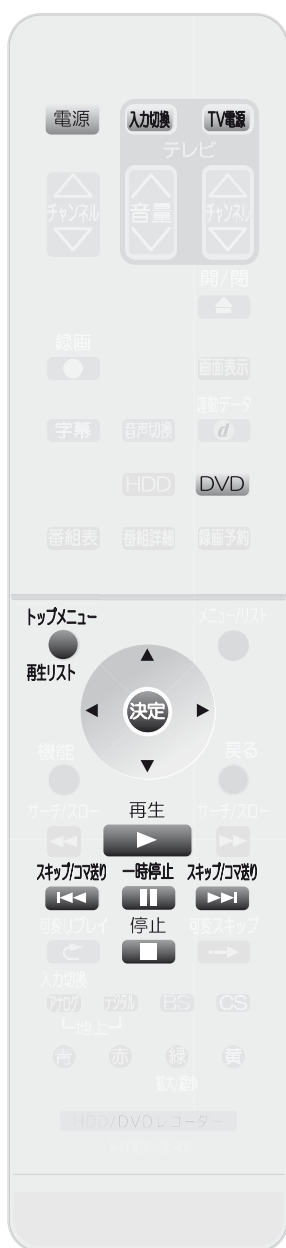 電源 入力切換 TV電源
テレビ
チャンネル 音量 チャンネル
開/閉
録画
画面表示
連動データ
字幕 音声切換 d
HDD DVD
番組表 番組詳細 録画予約
トップメニュー メニュー/リスト
再生リスト
決定
機能 戻る
サーチ/スロー 再生 サーチ/スロー
スキップ/コマ送り 一時停止 スキップ/コマ送り
可変リプレイ 停止 可変スキップ
入力切換
アナログ デジタル BS CS
地上
青 赤 緑 黄
HDD/DVDレコーダー